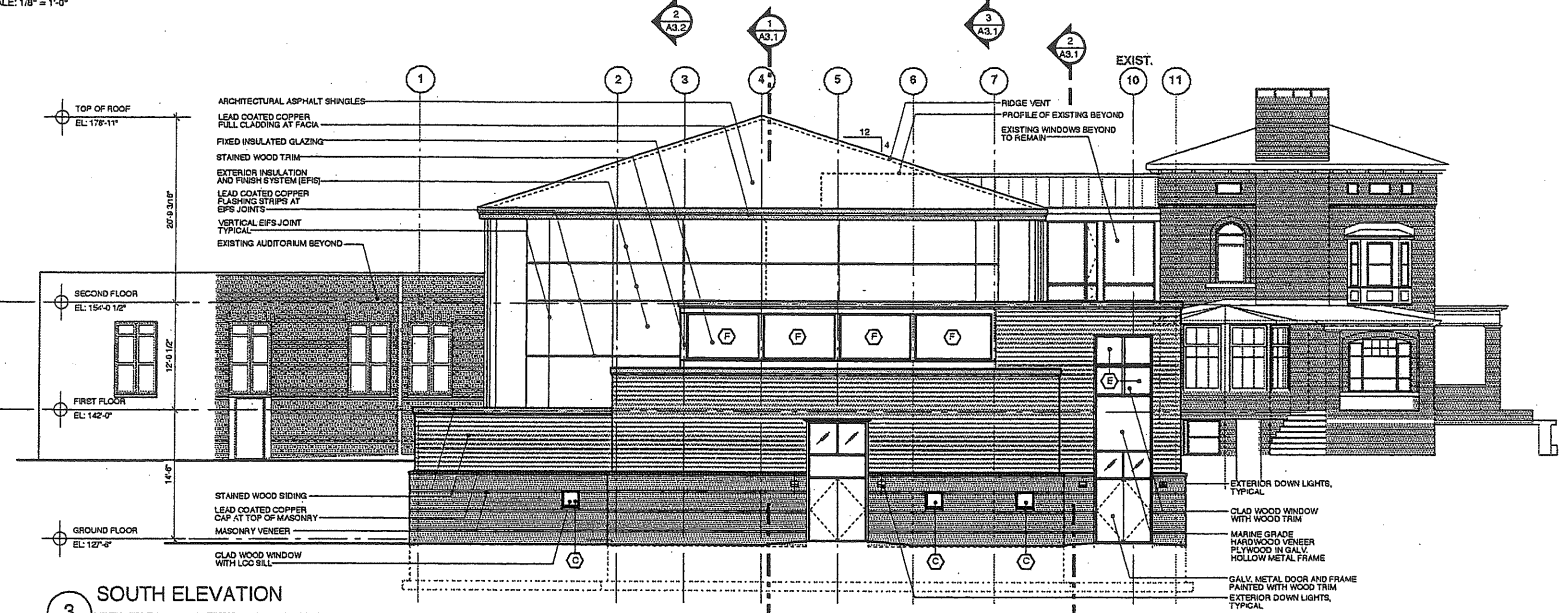 SCALE: 1/8" = 1'-0"
2
A3.2
1
A3.1
3
A3.1
2
A3.1
EXIST.
1
2
3
4
5
6
7
10
11
TOP OF ROOF
EL: 176'-11"
ARCHITECTURAL ASPHALT SHINGLES
LEAD COATED COPPER
FULL CLADDING AT FACIA
FIXED INSULATED GLAZING
STAINED WOOD TRIM
EXTERIOR INSULATION
AND FINISH SYSTEM (EFIS)
LEAD COATED COPPER
FLASHING STRIPS AT
EIFS JOINTS
VERTICAL EIFS JOINT
TYPICAL
EXISTING AUDITORIUM BEYOND
RIDGE VENT
PROFILE OF EXISTING BEYOND
EXISTING WINDOWS BEYOND
TO REMAIN
12
4
20'-9 3/16"
SECOND FLOOR
EL: 154'-0 1/2"
12'-0 1/2"
F
F
F
F
E
FIRST FLOOR
EL: 142'-0"
14'-6"
STAINED WOOD SIDING
LEAD COATED COPPER
CAP AT TOP OF MASONRY
MASONRY VENEER
CLAD WOOD WINDOW
WITH LCC SILL
GROUND FLOOR
EL: 127'-6"
C
C
C
EXTERIOR DOWN LIGHTS,
TYPICAL
CLAD WOOD WINDOW
WITH WOOD TRIM
MARINE GRADE
HARDWOOD VENEER
PLYWOOD IN GALV.
HOLLOW METAL FRAME
GALV. METAL DOOR AND FRAME
PAINTED WITH WOOD TRIM
EXTERIOR DOWN LIGHTS,
TYPICAL
3
SOUTH ELEVATION